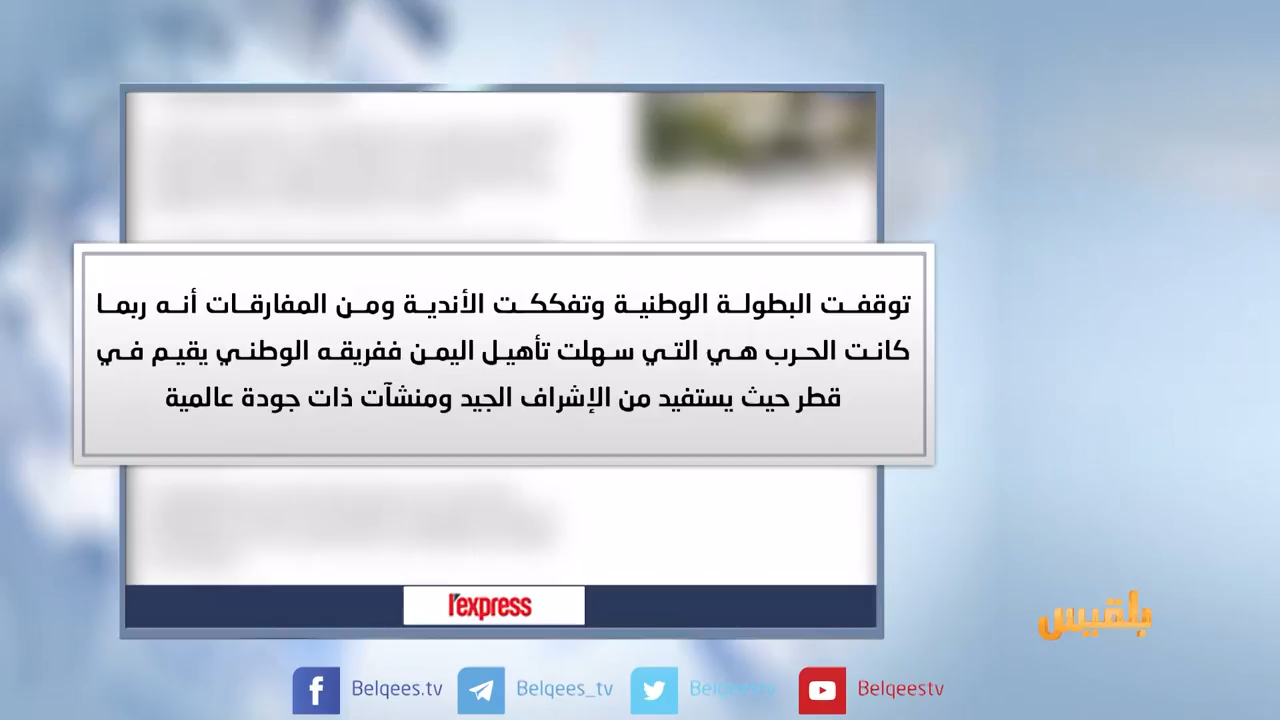 توقفت البطولة الوطنية وتفككت الأندية ومن المفارقات أنه ربما
كانت الحرب هي التي سهلت تأهيل اليمن ففريقه الوطني يقيم في
قطر حيث يستفيد من الإشراف الجيد ومنشآت ذات جودة عالمية
l'express
بلقيس
Belqees.tv
Belqees_tv
Belqeestv
Belqeestv